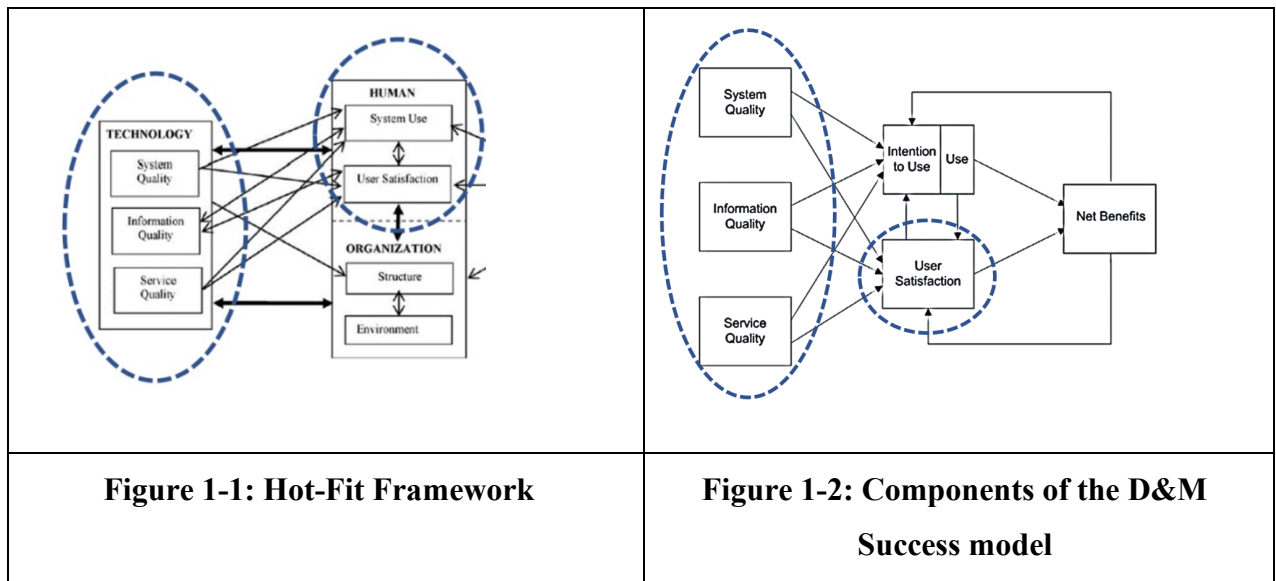 TECHNOLOGY
System
Quality
Information
Quality
Service
Quality
HUMAN
System Use
User Satisfaction
ORGANIZATION
Structure
Environment
Figure 1-1: Hot-Fit Framework
System
Quality
Information
Quality
Service
Quality
Intention
to Use
Use
User
Satisfaction
Net Benefits
Figure 1-2: Components of the D&M
Success model